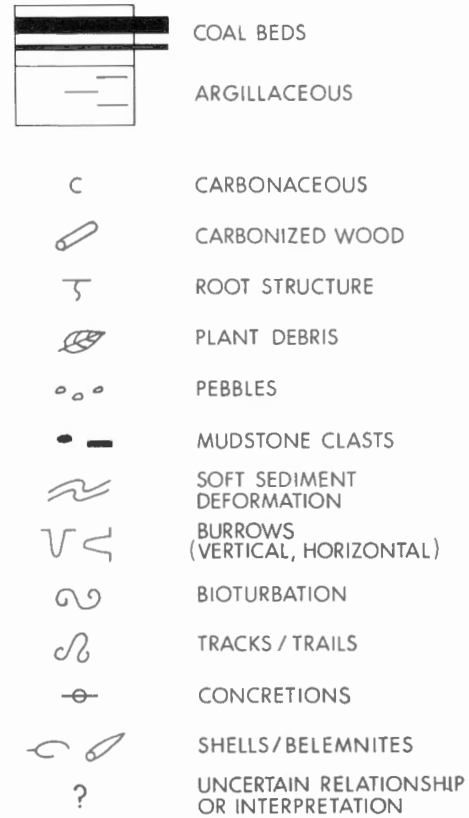 COAL BEDS
ARGILLACEOUS
C CARBONACEOUS
CARBONIZED WOOD
ROOT STRUCTURE
PLANT DEBRIS
PEBBLES
MUDSTONE CLASTS
SOFT SEDIMENT
DEFORMATION
BURROWS
(VERTICAL, HORIZONTAL)
BIOTURBATION
TRACKS / TRAILS
CONCRETIONS
SHELLS/BELEMNITES
? UNCERTAIN RELATIONSHIP
OR INTERPRETATION